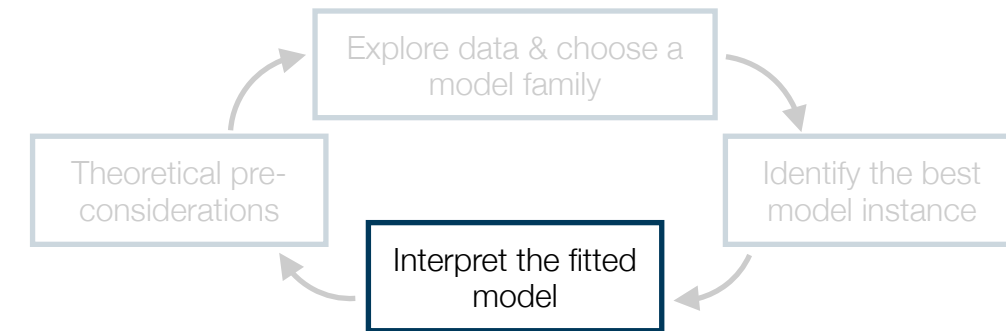 Explore data & choose a
model family
Theoretical pre-
considerations
Identify the best
model instance
Interpret the fitted
model